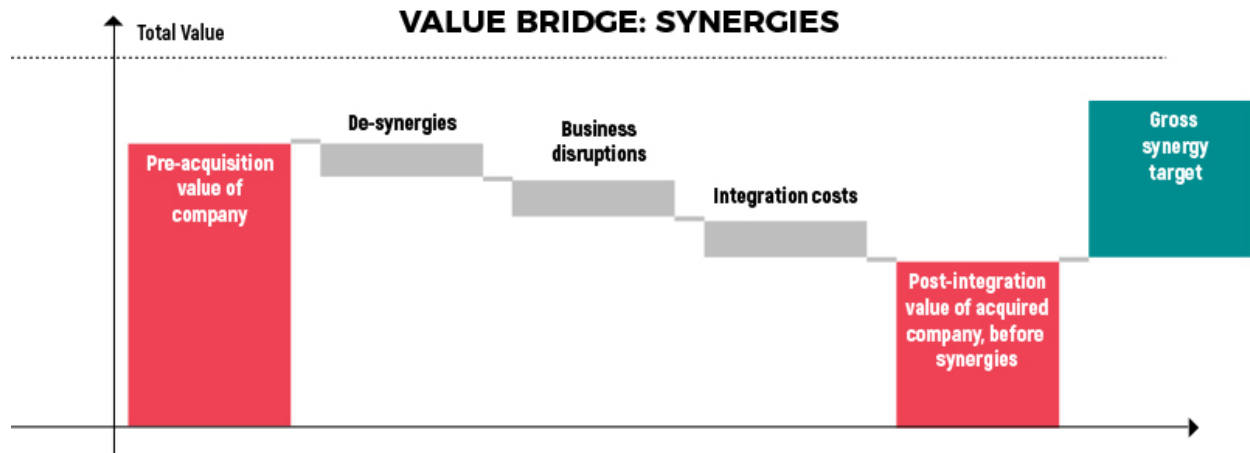 VALUE BRIDGE: SYNERGIES
Total Value
Pre-acquisition
value of
company
De-synergies
Business
disruptions
Integration costs
Post-integration
value of acquired
company, before
synergies
Gross
synergy
target